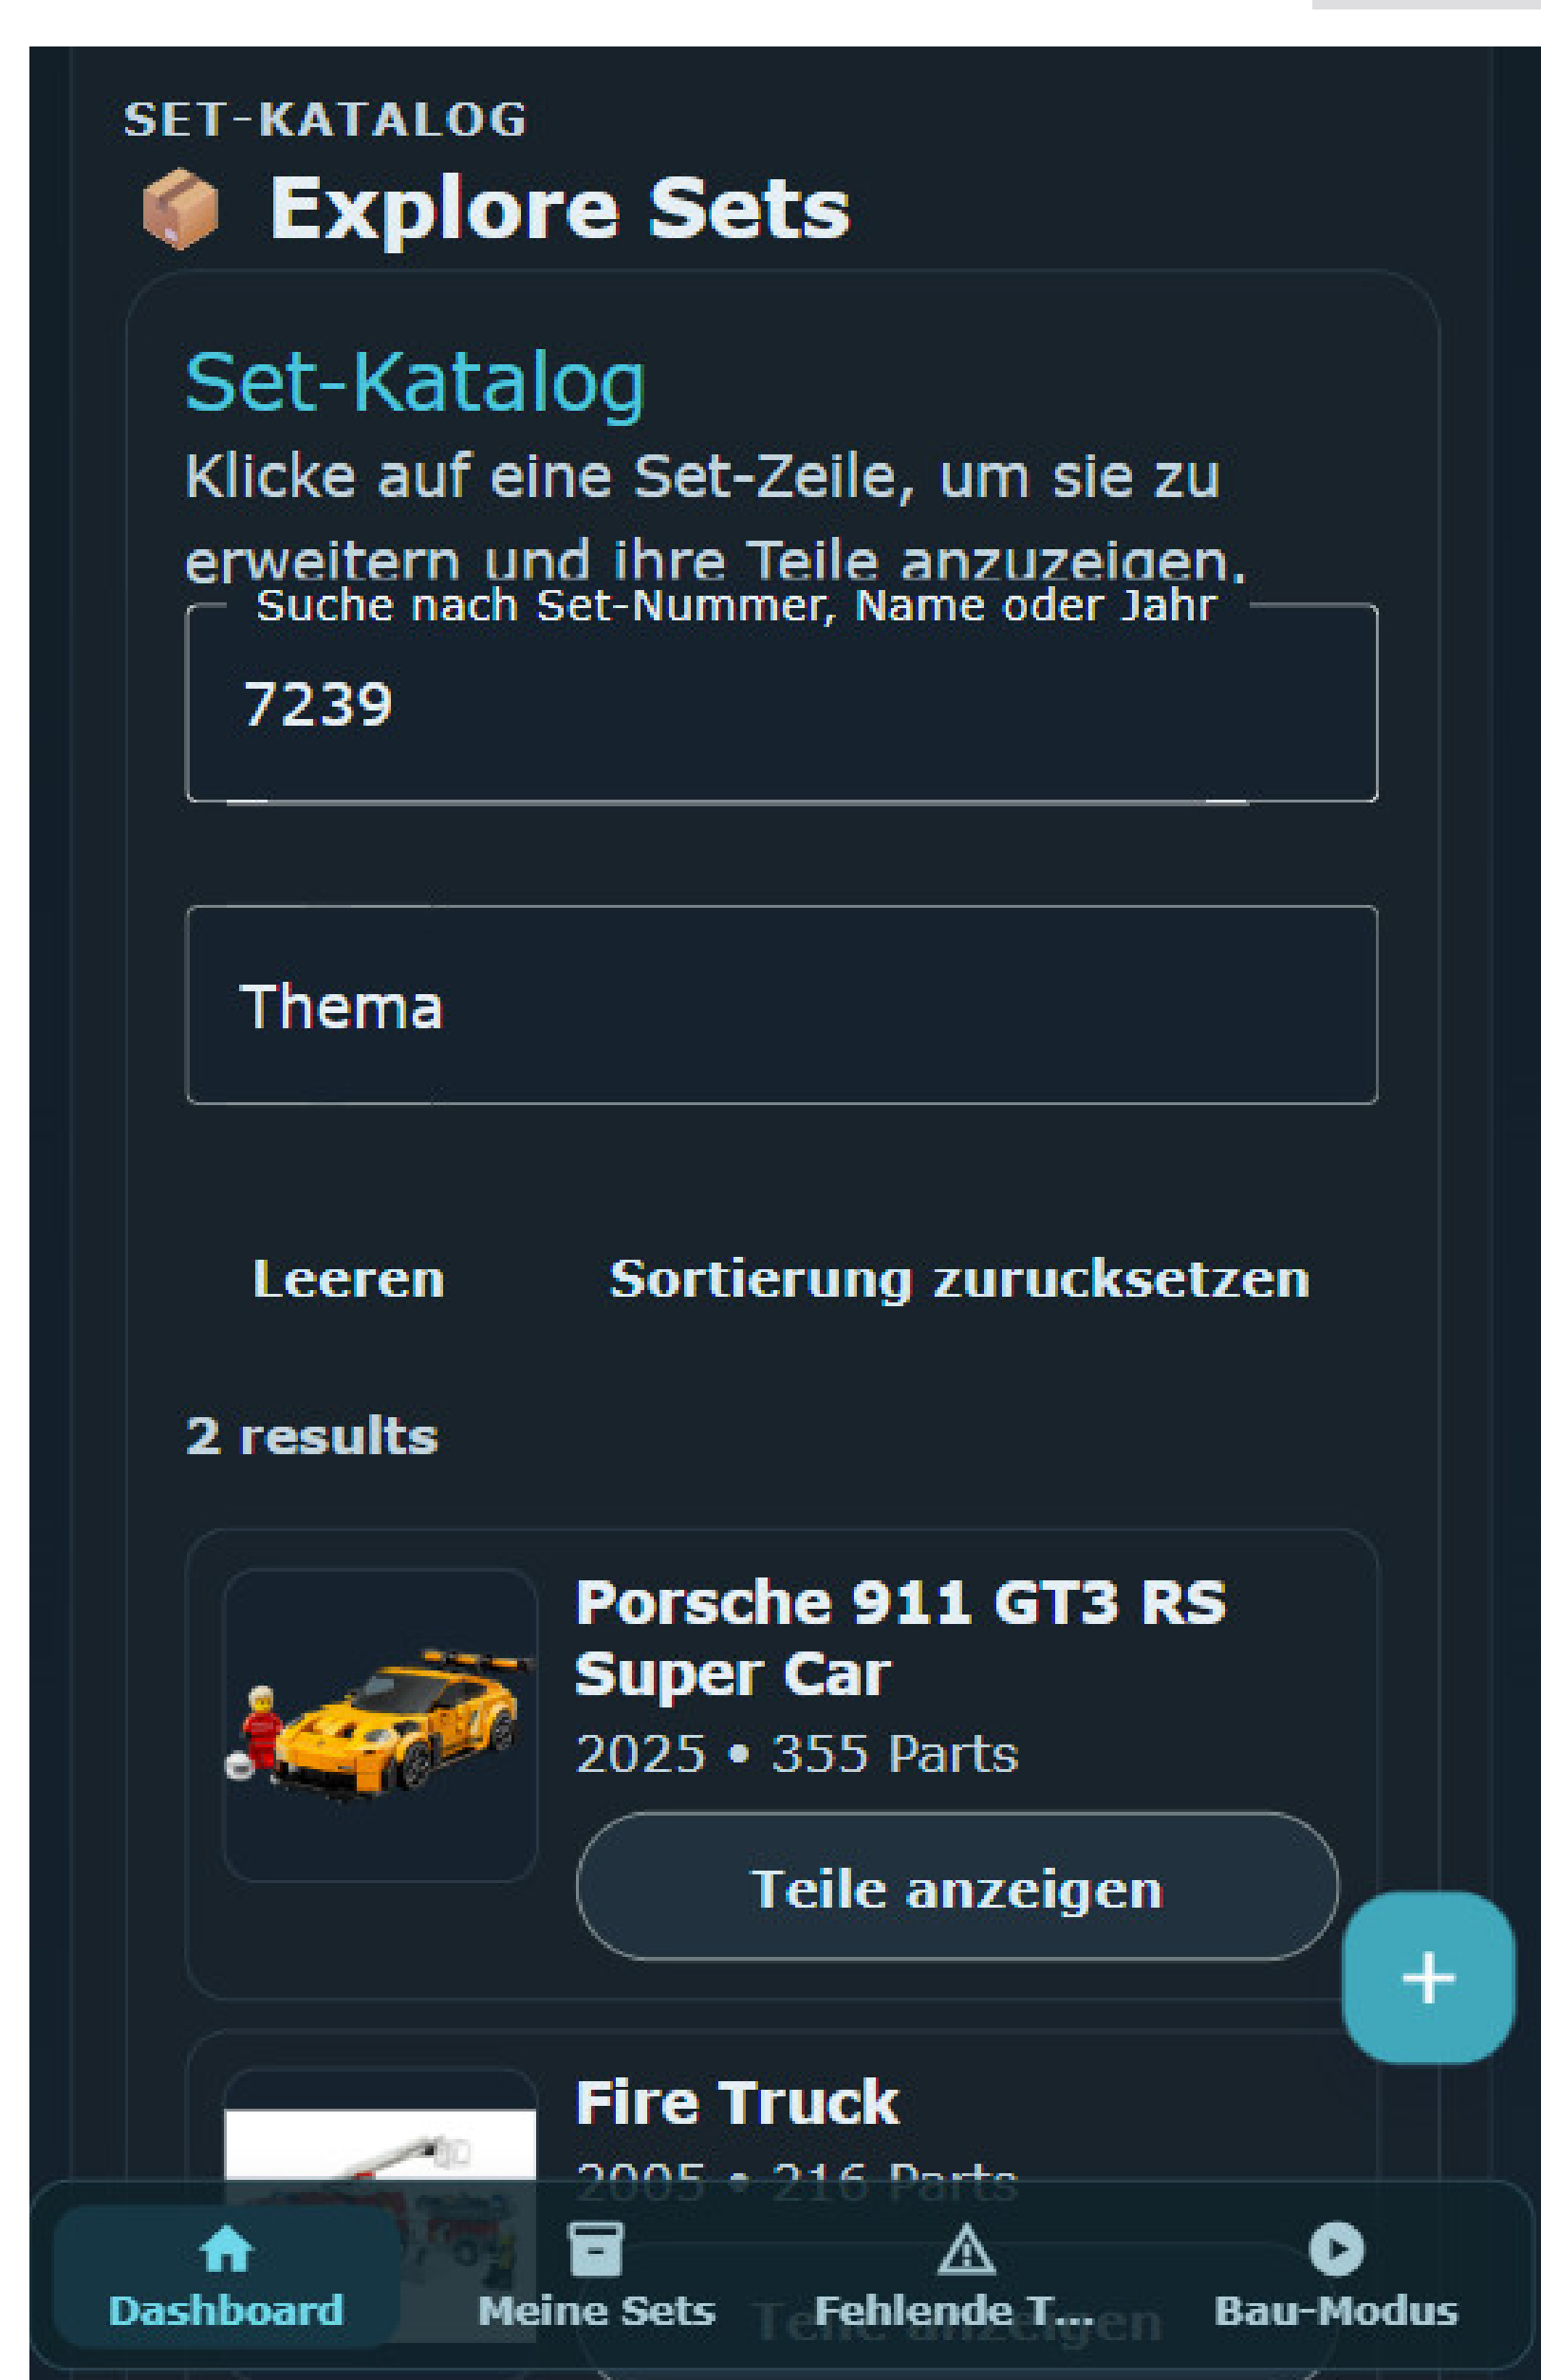 SET-KATALOG
Explore Sets
Set-Katalog
Klicke auf eine Set-Zeile, um sie zu
erweitern und ihre Teile anzuzeigen.
Suche nach Set-Nummer, Name oder Jahr
7239
Thema
Leeren
Sortierung zurucksetzen
2 results
Porsche 911 GT3 RS
Super Car
2025 • 355 Parts
Teile anzeigen
+
Fire Truck
2005 • 216 Parts
Teile anzeigen
Dashboard
Meine Sets
Fehlende T...
Bau-Modus